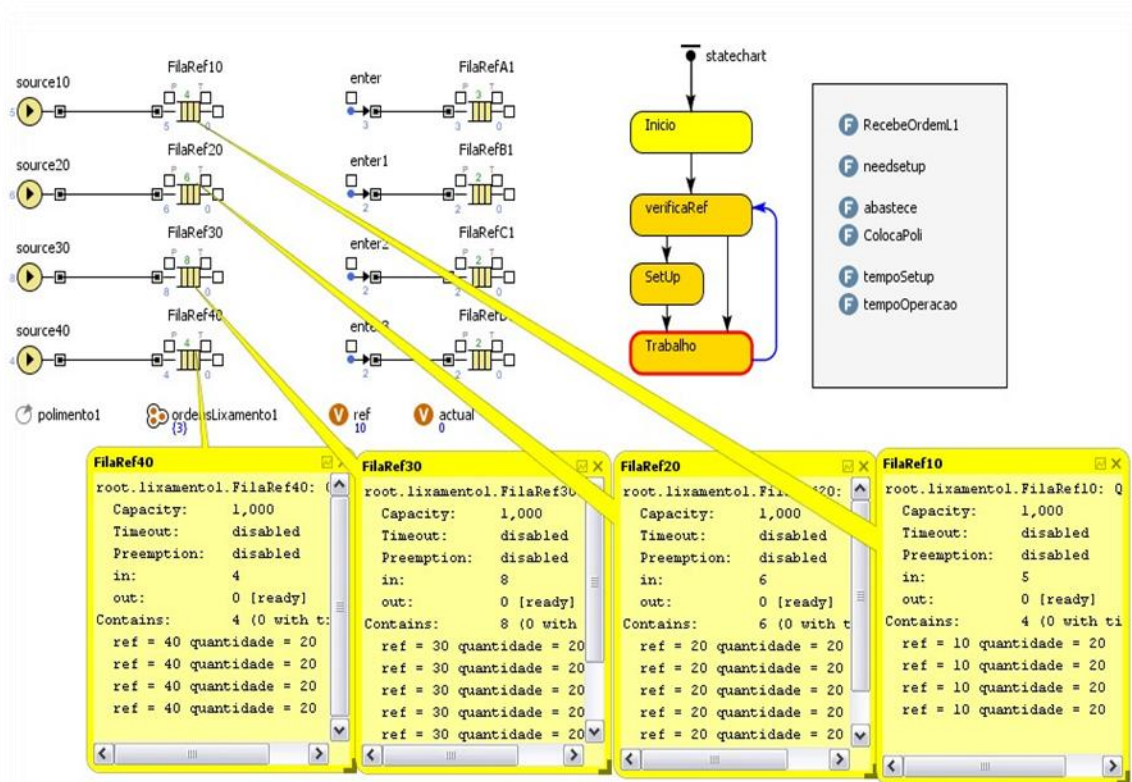 source10
5
FilaRef10
P 4 T
5 0
enter
3
FilaRefA1
P 3 T
3 0
statechart
Inicio
verificaRef
SetUp
Trabalho
F RecebeOrdemL1
F needsetup
F abastece
F ColocaPoli
F tempoSetup
F tempoOperacao
source20
6
FilaRef20
P 6 T
6 0
enter1
2
FilaRefB1
P 2 T
2 0
source30
8
FilaRef30
P 8 T
8 0
enter2
2
FilaRefC1
P 2 T
2 0
source40
4
FilaRef40
P 4 T
4 0
2
P 2 T
2 0
polimento1
ordensLixamento1
{3}
V ref
10
V actual
0
FilaRef40
root.lixamento1.FilaRef40:
Capacity: 1,000
Timeout: disabled
Preemption: disabled
in: 4
out: 0 [ready]
Contains: 4 (0 with
ref = 40 quantidade = 20
ref = 40 quantidade = 20
ref = 40 quantidade = 20
ref = 40 quantidade = 20
FilaRef30
root.lixamento1.FilaRef30
Capacity: 1,000
Timeout: disabled
Preemption: disabled
in: 8
out: 0 [ready]
Contains: 8 (0 with
ref = 30 quantidade = 20
ref = 30 quantidade = 20
ref = 30 quantidade = 20
ref = 30 quantidade = 20
ref = 30 quantidade = 20
FilaRef20
Capacity: 1,000
Timeout: disabled
Preemption: disabled
in: 6
out: 0 [ready]
Contains: 6 (0 with t
ref = 20 quantidade = 20
ref = 20 quantidade = 20
ref = 20 quantidade = 20
ref = 20 quantidade = 20
ref = 20 quantidade = 20
FilaRef10
root.lixamento1.FilaRef10: Q
Capacity: 1,000
Timeout: disabled
Preemption: disabled
in: 5
out: 0 [ready]
Contains: 4 (0 with ti
ref = 10 quantidade = 20
ref = 10 quantidade = 20
ref = 10 quantidade = 20
ref = 10 quantidade = 20